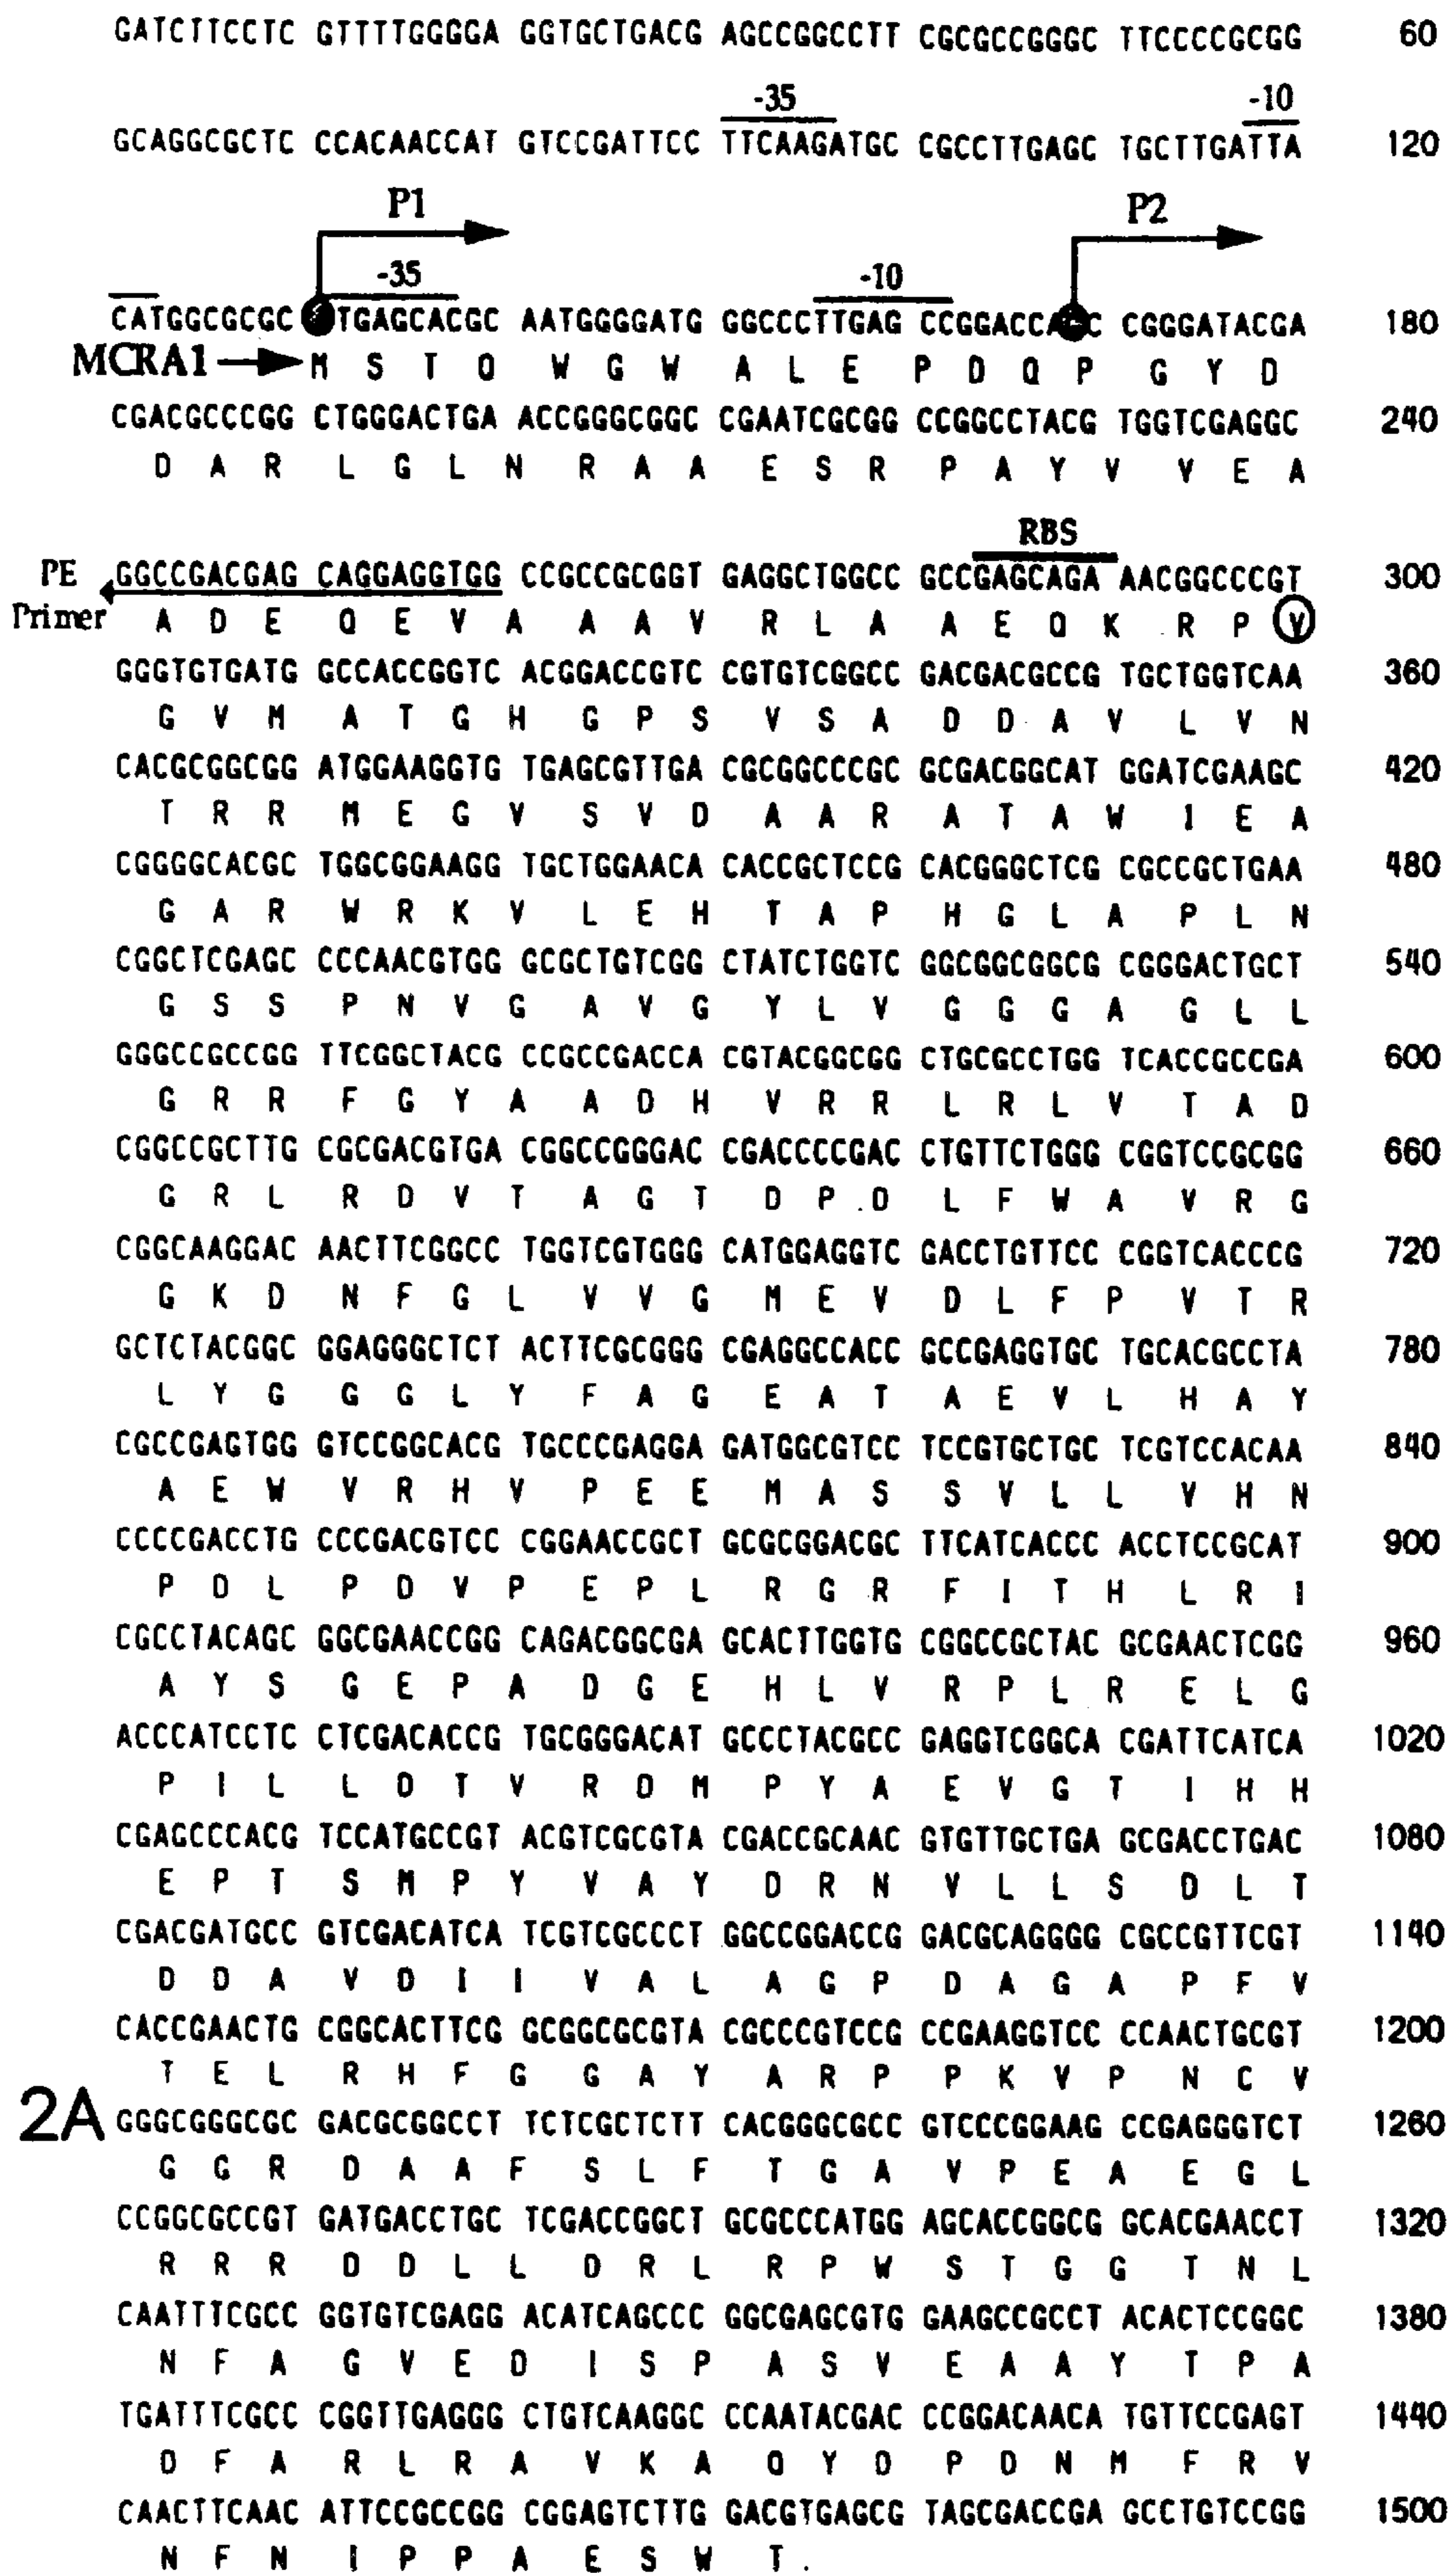 GATCTTCCTC GTTTTGGGGA GGTGCTGACG AGCCGGCCTT CGCGCCGGGC TTCCCCGCGG 60
-35 -10
GCAGGCGCTC CCACAACCAT GTCCGATTCC TTCAAGATGC CGCCTTGAGC TGCTTGATTA 120
P1 P2
-35 -10
CATGGCGCGC TGAGCACGC AATGGGGATG GGCCCTTGAG CCGGACCA C CGGGATACGA 180
MCRA1 M S T Q W G W A L E P D Q P G Y D
CGACGCCCGG CTGGGACTGA ACCGGGCGGC CGAATCGCGG CCGGCCTACG TGGTCGAGGC 240
D A R L G L N R A A E S R P A Y V V E A
RBS
PE GGCCGACGAG CAGGAGGTGG CCGCCGCGGT GAGGCTGGCC GCCGAGCAGA AACGGCCCGT 300
Primer A D E Q E V A A A V R L A A E Q K R P V
GGGTGTGATG GCCACCGGTC ACGGACCGTC CGTGTCGGCC GACGACGCCG TGCTGGTCAA 360
G V M A T G H G P S V S A D D A V L V N
CACGCGGCGG ATGGAAGGTG TGAGCGTTGA CGCGGCCCGC GCGACGGCAT GGATCGAAGC 420
T R R M E G V S V D A A R A T A W I E A
CGGGGCACGC TGGCGGAAGG TGCTGGAACA CACCGCTCCG CACGGGCTCG CGCCGCTGAA 480
G A R W R K V L E H T A P H G L A P L N
CGGCTCGAGC CCCAACGTGG GCGCTGTCGG CTATCTGGTC GGCGGCGGCG CGGGACTGCT 540
G S S P N V G A V G Y L V G G G A G L L
GGGCCGCCGG TTCGGCTACG CCGCCGACCA CGTACGGCGG CTGCGCCTGG TCACCGCCGA 600
G R R F G Y A A D H V R R L R L V T A D
CGGCCGCTTG CGCGACGTGA CGGCCGGGAC CGACCCCGAC CTGTTCTGGG CGGTCCGCGG 660
G R L R D V T A G T D P D L F W A V R G
CGGCAAGGAC AACTTCGGCC TGGTCGTGGG CATGGAGGTC GACCTGTTCC CGGTCACCCG 720
G K D N F G L V V G M E V D L F P V T R
GCTCTACGGC GGAGGGCTCT ACTTCGCGGG CGAGGCCACC GCCGAGGTGC TGCACGCCTA 780
L Y G G G L Y F A G E A T A E V L H A Y
CGCCGAGTGG GTCCGGCACG TGCCCGAGGA GATGGCGTCC TCCGTGCTGC TCGTCCACAA 840
A E W V R H V P E E M A S S V L L V H N
CCCCGACCTG CCCGACGTCC CGGAACCGCT GCGCGGACGC TTCATCACCC ACCTCCGCAT 900
P D L P D V P E P L R G R F I T H L R I
CGCCTACAGC GGCGAACCGG CAGACGGCGA GCACTTGGTG CGGCCGCTAC GCGAACTCGG 960
A Y S G E P A D G E H L V R P L R E L G
ACCCATCCTC CTCGACACCG TGCGGGACAT GCCCTACGCC GAGGTCGGCA CGATTCATCA 1020
P I L L D T V R D M P Y A E V G T I H H
CGAGCCCACG TCCATGCCGT ACGTCGCGTA CGACCGCAAC GTGTTGCTGA GCGACCTGAC 1080
E P T S M P Y V A Y D R N V L L S D L T
CGACGATGCC GTCGACATCA TCGTCGCCCT GGCCGGACCG GACGCAGGGG CGCCGTTCGT 1140
D D A V D I I V A L A G P D A G A P F V
CACCGAACTG CGGCACTTCG GCGGCGCGTA CGCCCGTCCG CCGAAGGTCC CCAACTGCGT 1200
T E L R H F G G A Y A R P P K V P N C V
2A GGGCGGGCGC GACGCGGCCT TCTCGCTCTT CACGGGCGCC GTCCCGGAAG CCGAGGGTCT 1260
G G R D A A F S L F T G A V P E A E G L
CCGGCGCCGT GATGACCTGC TCGACCGGCT GCGCCCATGG AGCACCGGCG GCACGAACCT 1320
R R R D D L L D R L R P W S T G G T N L
CAATTTCGCC GGTGTCGAGG ACATCAGCCC GGCGAGCGTG GAAGCCGCCT ACACTCCGGC 1380
N F A G V E D I S P A S V E A A Y T P A
TGATTTCGCC CGGTTGAGGG CTGTCAAGGC CCAATACGAC CCGGACAACA TGTTCCGAGT 1440
D F A R L R A V K A Q Y D P D N M F R V
CAACTTCAAC ATTCCGCCGG CGGAGTCTTG GACGTGAGCG TAGCGACCGA GCCTGTCCGG 1500
N F N I P P A E S W T .